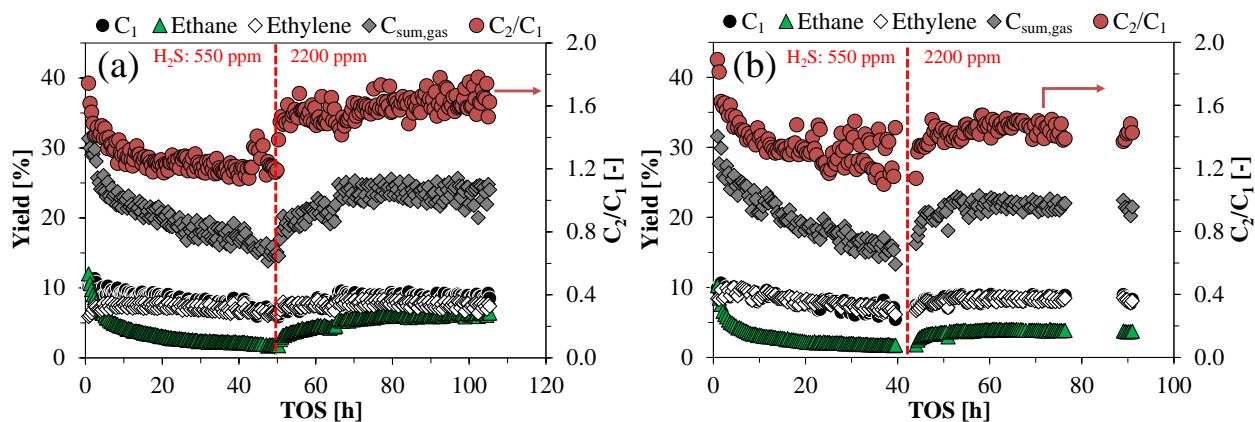 C₁ Ethane Ethylene C_sum,gas C₂/C₁
(a)
H₂S: 550 ppm 2200 ppm
Yield [%]
40
30
20
10
0
2.0
1.6
1.2
0.8
0.4
0.0
C₂/C₁ [-]
0 20 40 60 80 100 120
TOS [h]
C₁ Ethane Ethylene C_sum,gas C₂/C₁
(b)
H₂S: 550 ppm 2200 ppm
Yield [%]
40
30
20
10
0
2.0
1.6
1.2
0.8
0.4
0.0
C₂/C₁ [-]
0 20 40 60 80 100
TOS [h]